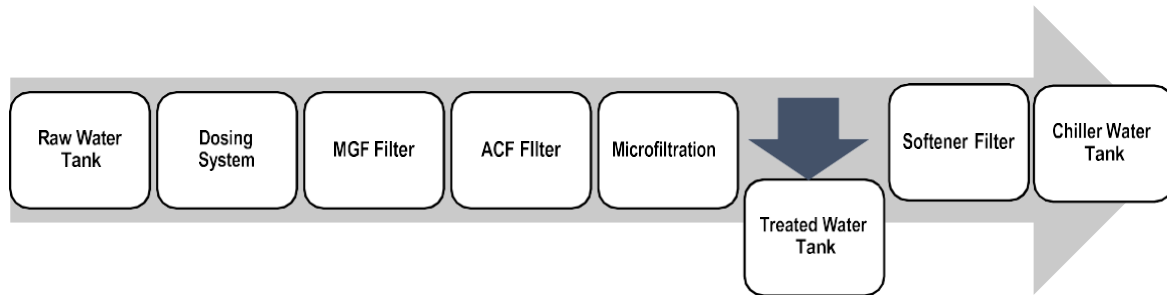 Raw Water
Tank
Dosing
System
MGF Filter
ACF FIlter
Microfiltration
Treated Water
Tank
Softener Filter
Chiller Water
Tank